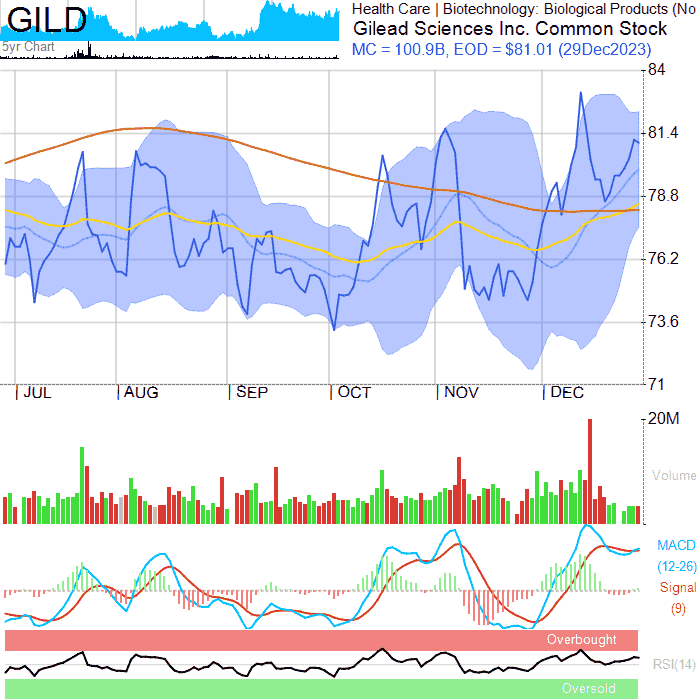 GILD
5yr Chart
Health Care | Biotechnology: Biological Products (No
Gilead Sciences Inc. Common Stock
MC = 100.9B, EOD = $81.01 (29Dec2023)
84
81.4
78.8
76.2
73.6
71
| JUL | AUG | SEP | OCT | NOV | DEC
20M
Volume
MACD
(12-26)
Signal
(9)
Overbought
RSI(14)
Oversold